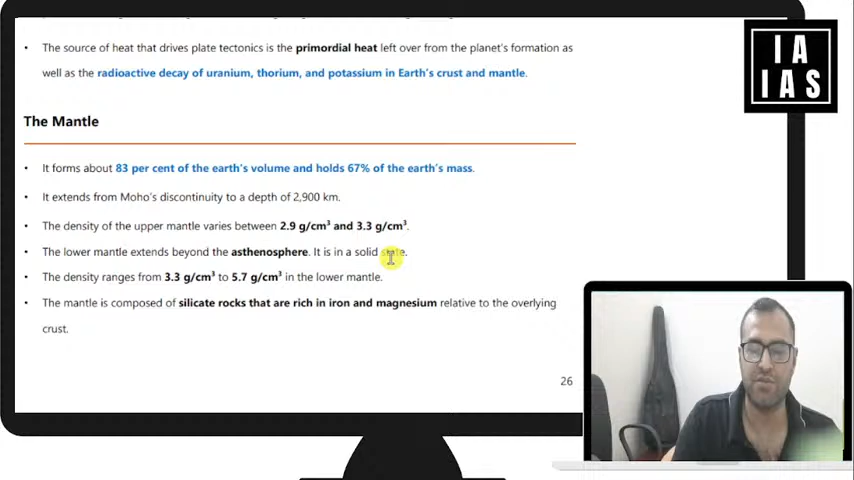 The source of heat that drives plate tectonics is the primordial heat left over from the planet's formation as
well as the radioactive decay of uranium, thorium, and potassium in Earth's crust and mantle.
IA
IAS
The Mantle
It forms about 83 per cent of the earth's volume and holds 67% of the earth's mass.
It extends from Moho's discontinuity to a depth of 2,900 km.
The density of the upper mantle varies between 2.9 g/cm³ and 3.3 g/cm³.
The lower mantle extends beyond the asthenosphere. It is in a solid state.
The density ranges from 3.3 g/cm³ to 5.7 g/cm³ in the lower mantle.
The mantle is composed of silicate rocks that are rich in iron and magnesium relative to the overlying
crust.
26